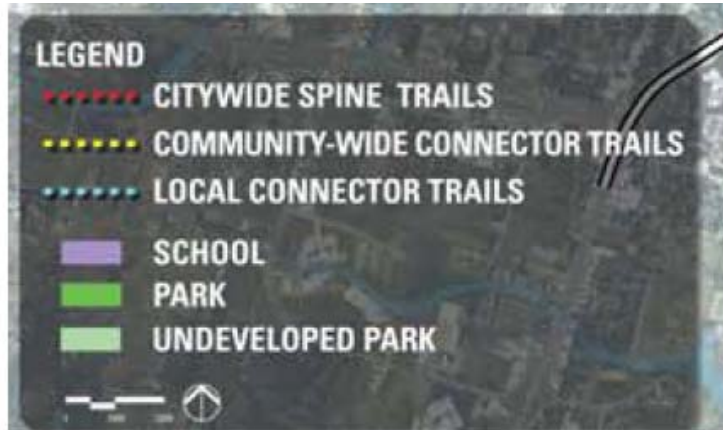 LEGEND
CITYWIDE SPINE TRAILS
COMMUNITY-WIDE CONNECTOR TRAILS
LOCAL CONNECTOR TRAILS
SCHOOL
PARK
UNDEVELOPED PARK